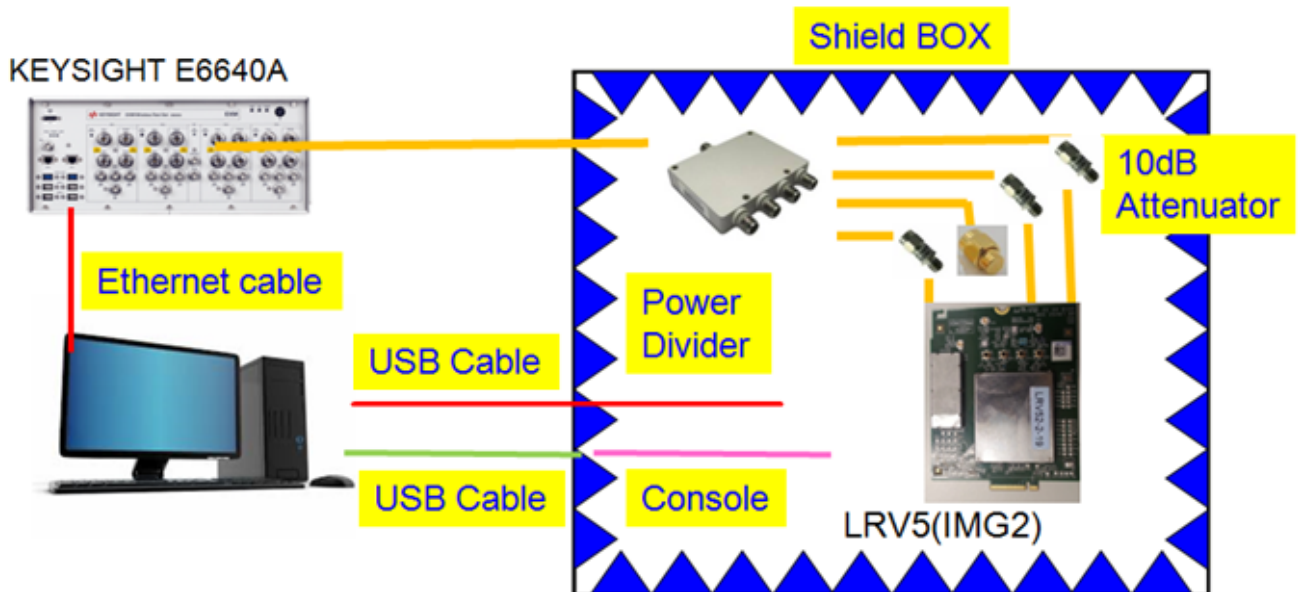 Shield BOX
KEYSIGHT E6640A
10dB
Attenuator
Ethernet cable
Power
Divider
USB Cable
USB Cable
Console
LRV5(IMG2)